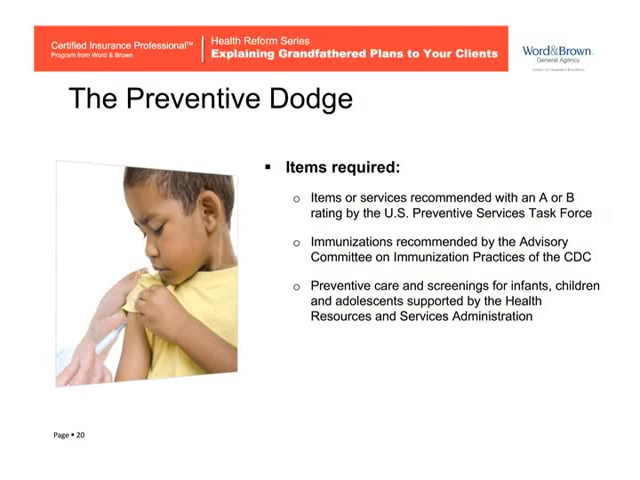 Certified Insurance Professional™
Program from Word & Brown
Health Reform Series
Explaining Grandfathered Plans to Your Clients
Word&Brown.
General Agency
The Preventive Dodge
▪ Items required:
o Items or services recommended with an A or B
rating by the U.S. Preventive Services Task Force
o Immunizations recommended by the Advisory
Committee on Immunization Practices of the CDC
o Preventive care and screenings for infants, children
and adolescents supported by the Health
Resources and Services Administration
Page • 20